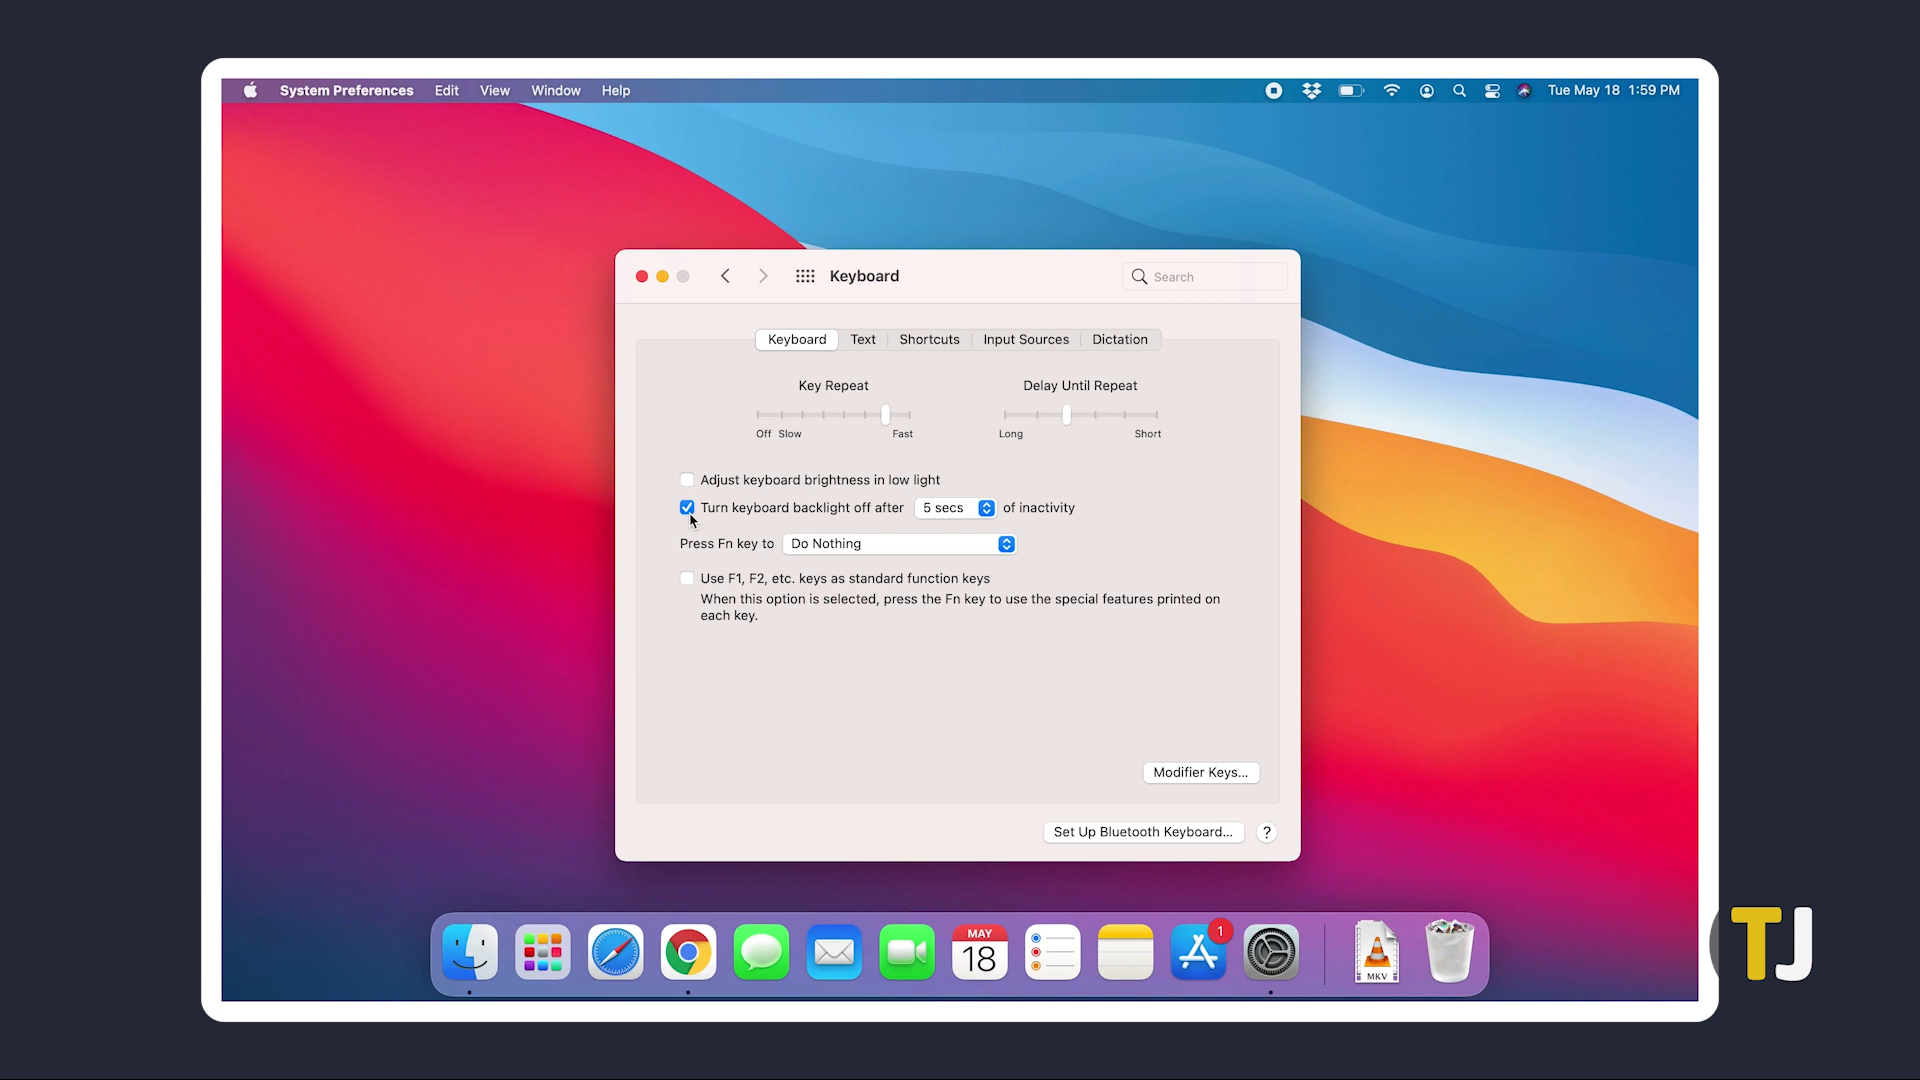 System Preferences Edit View Window Help Tue May 18 1:59 PM
Keyboard Search
Keyboard Text Shortcuts Input Sources Dictation
Key Repeat Delay Until Repeat
Off Slow Fast Long Short
Adjust keyboard brightness in low light
Turn keyboard backlight off after 5 secs of inactivity
Press Fn key to Do Nothing
Use F1, F2, etc. keys as standard function keys
When this option is selected, press the Fn key to use the special features printed on
each key.
Modifier Keys...
Set Up Bluetooth Keyboard... ?
MAY
18
1
MKV
TJ